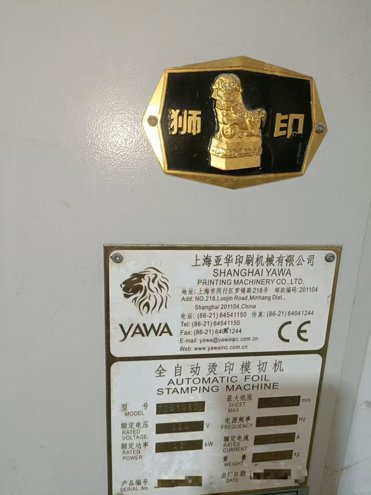 狮 印
上海亚华印刷机械有限公司
SHANGHAI YAWA
PRINTING MACHINERY CO.,LTD.
地址: 上海市闵行区罗锦路218号 邮政编码:201104
Add: NO.218,Luojin Road,Minhang Dist.,
Shanghai 201104,China
电话: (86-21) 64541150 传真: (86-21) 64041244
Tel: (86-21) 64541150
Fax: (86-21) 64041244
E-mail: yawa@yawainc.com.cn
Web: www.yawainc.com.cn
YAWA
CE
全自动烫印模切机
AUTOMATIC FOIL
STAMPING MACHINE
型号
MODEL
最大纸张 mm
SHEET
MAX
额定电压 V
RATED
VOLTAGE
电源频率 Hz
FREQUENCY
额定功率 kW
RATED
POWER
额定电流 A
RATED
CURRENT
重量 kg
WEIGHT
产品编号
SERIAL No
出厂日期
DATE